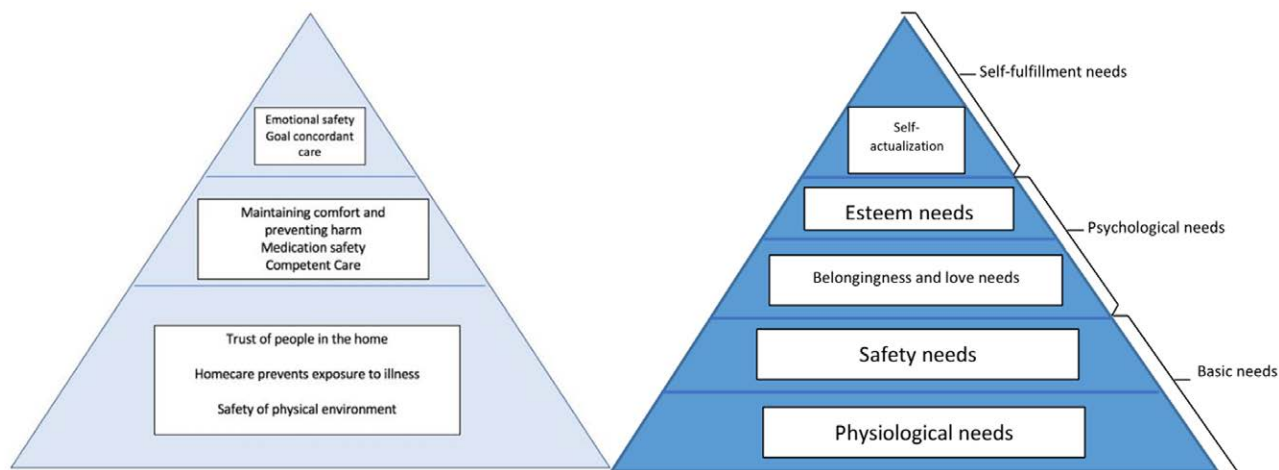 Emotional safety
Goal concordant
care
Maintaining comfort and
preventing harm
Medication safety
Competent Care
Trust of people in the home
Homecare prevents exposure to illness
Safety of physical environment
Self-fulfillment needs
Self-
actualization
Esteem needs
Psychological needs
Belongingness and love needs
Safety needs
Basic needs
Physiological needs